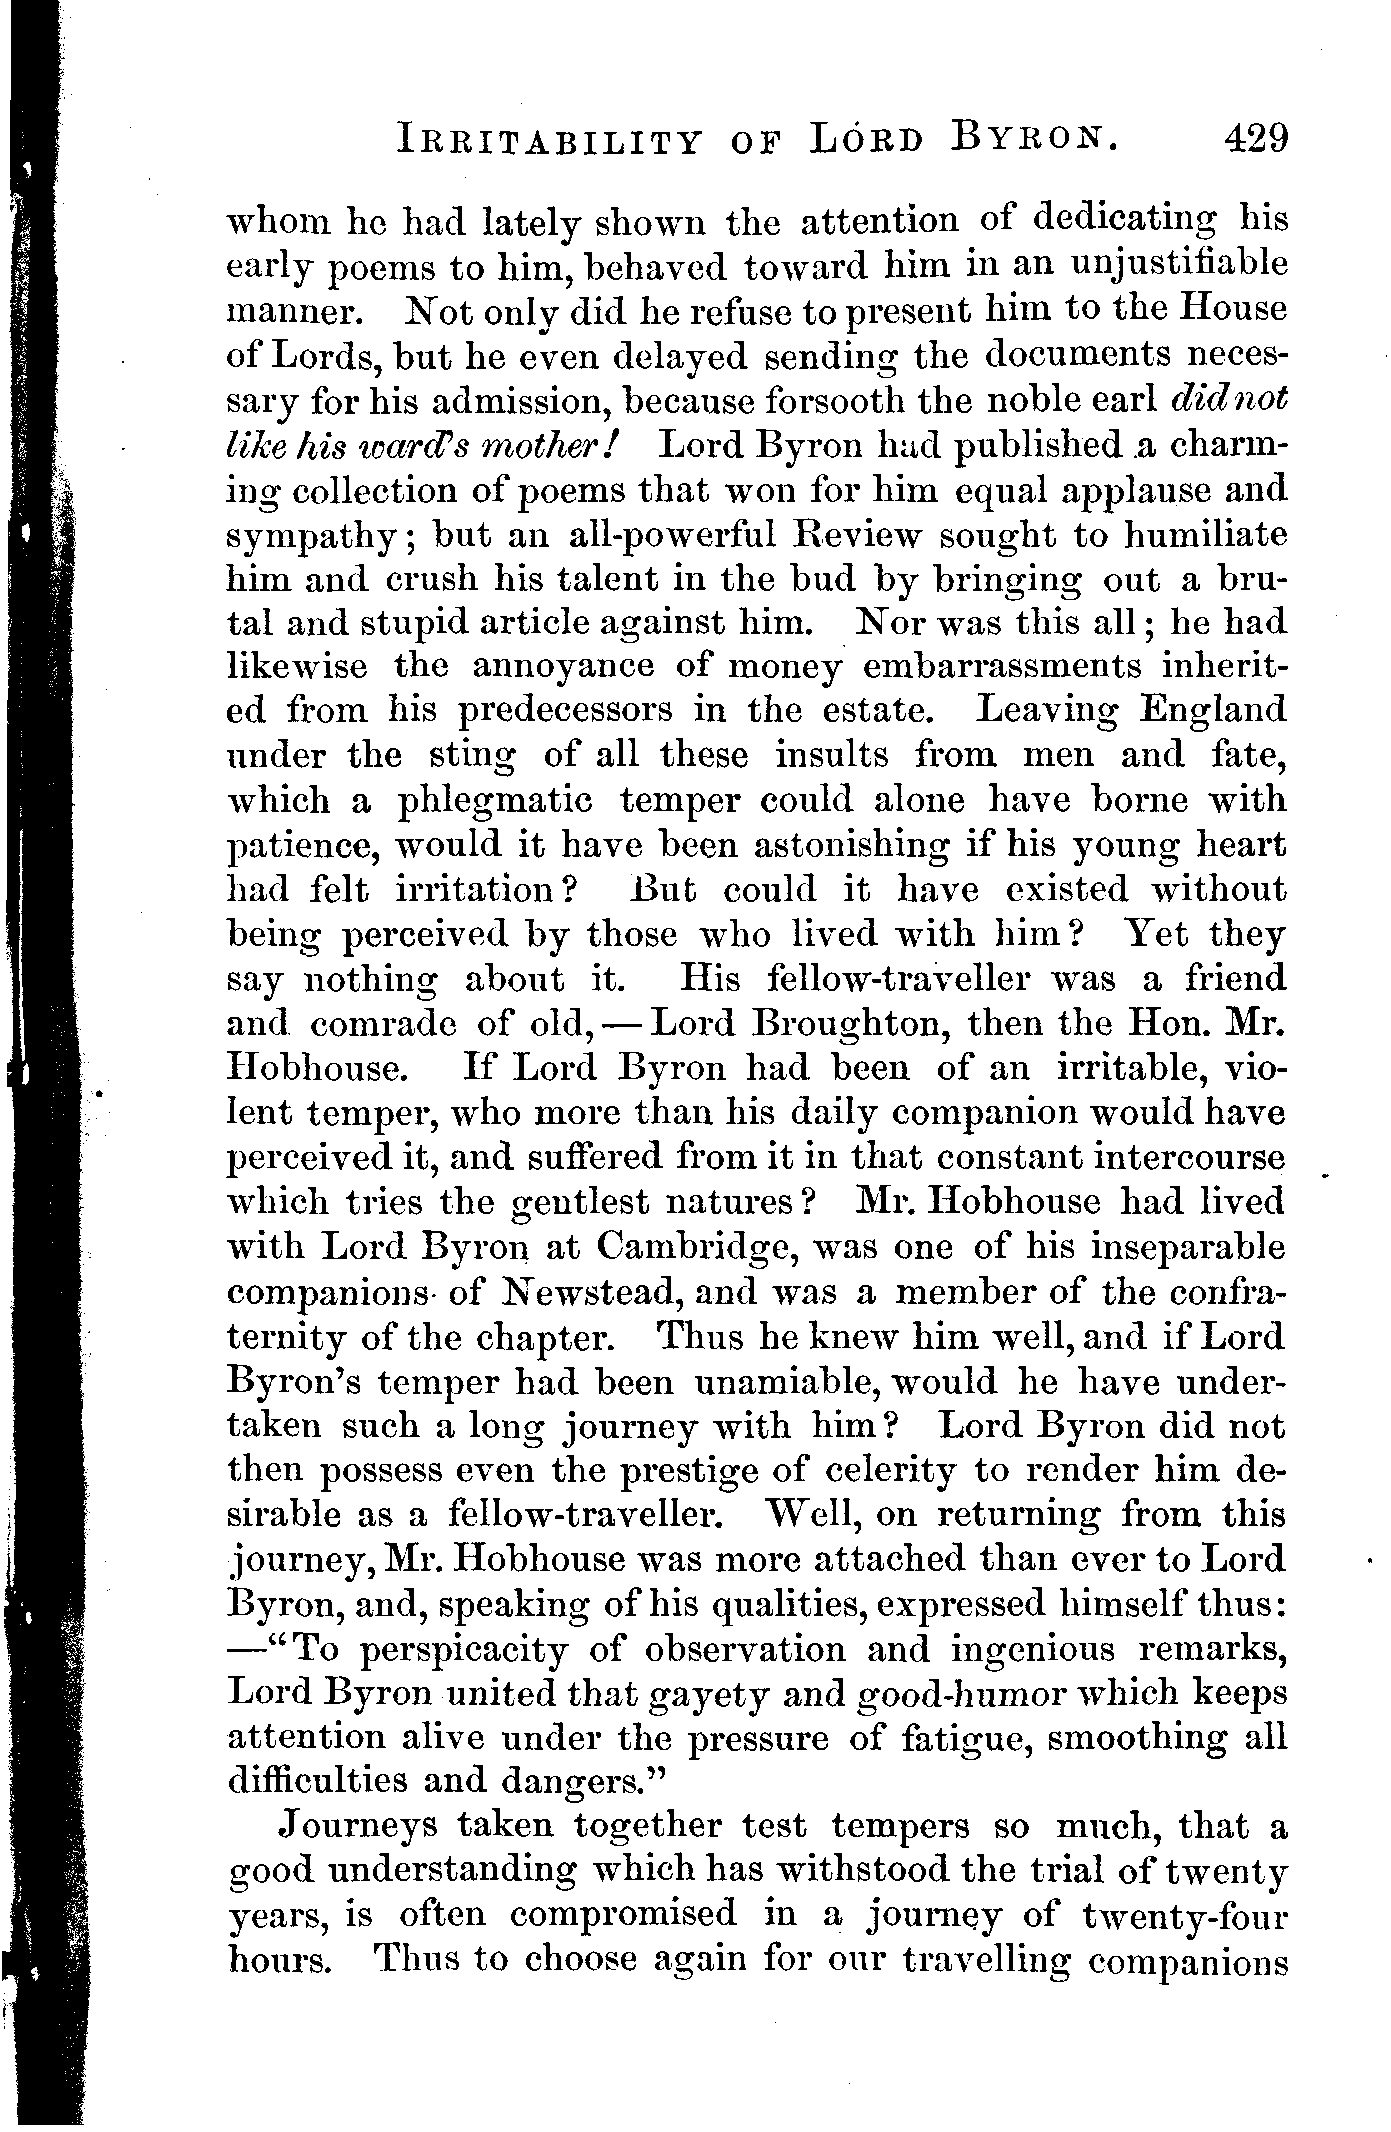 IRRITABILITY OF LORD BYRON. 429
whom he had lately shown the attention of dedicating his
early poems to him, behaved toward him in an unjustifiable
manner. Not only did he refuse to present him to the House
of Lords, but he even delayed sending the documents neces-
sary for his admission, because forsooth the noble earl did not
like his ward's mother! Lord Byron had published a charm-
ing collection of poems that won for him equal applause and
sympathy; but an all-powerful Review sought to humiliate
him and crush his talent in the bud by bringing out a bru-
tal and stupid article against him. Nor was this all; he had
likewise the annoyance of money embarrassments inherit-
ed from his predecessors in the estate. Leaving England
under the sting of all these insults from men and fate,
which a phlegmatic temper could alone have borne with
patience, would it have been astonishing if his young heart
had felt irritation? But could it have existed without
being perceived by those who lived with him? Yet they
say nothing about it. His fellow-traveller was a friend
and comrade of old,—Lord Broughton, then the Hon. Mr.
Hobhouse. If Lord Byron had been of an irritable, vio-
lent temper, who more than his daily companion would have
perceived it, and suffered from it in that constant intercourse
which tries the gentlest natures? Mr. Hobhouse had lived
with Lord Byron at Cambridge, was one of his inseparable
companions of Newstead, and was a member of the confra-
ternity of the chapter. Thus he knew him well, and if Lord
Byron's temper had been unamiable, would he have under-
taken such a long journey with him? Lord Byron did not
then possess even the prestige of celerity to render him de-
sirable as a fellow-traveller. Well, on returning from this
journey, Mr. Hobhouse was more attached than ever to Lord
Byron, and, speaking of his qualities, expressed himself thus:
—"To perspicacity of observation and ingenious remarks,
Lord Byron united that gayety and good-humor which keeps
attention alive under the pressure of fatigue, smoothing all
difficulties and dangers."
Journeys taken together test tempers so much, that a
good understanding which has withstood the trial of twenty
years, is often compromised in a journey of twenty-four
hours. Thus to choose again for our travelling companions